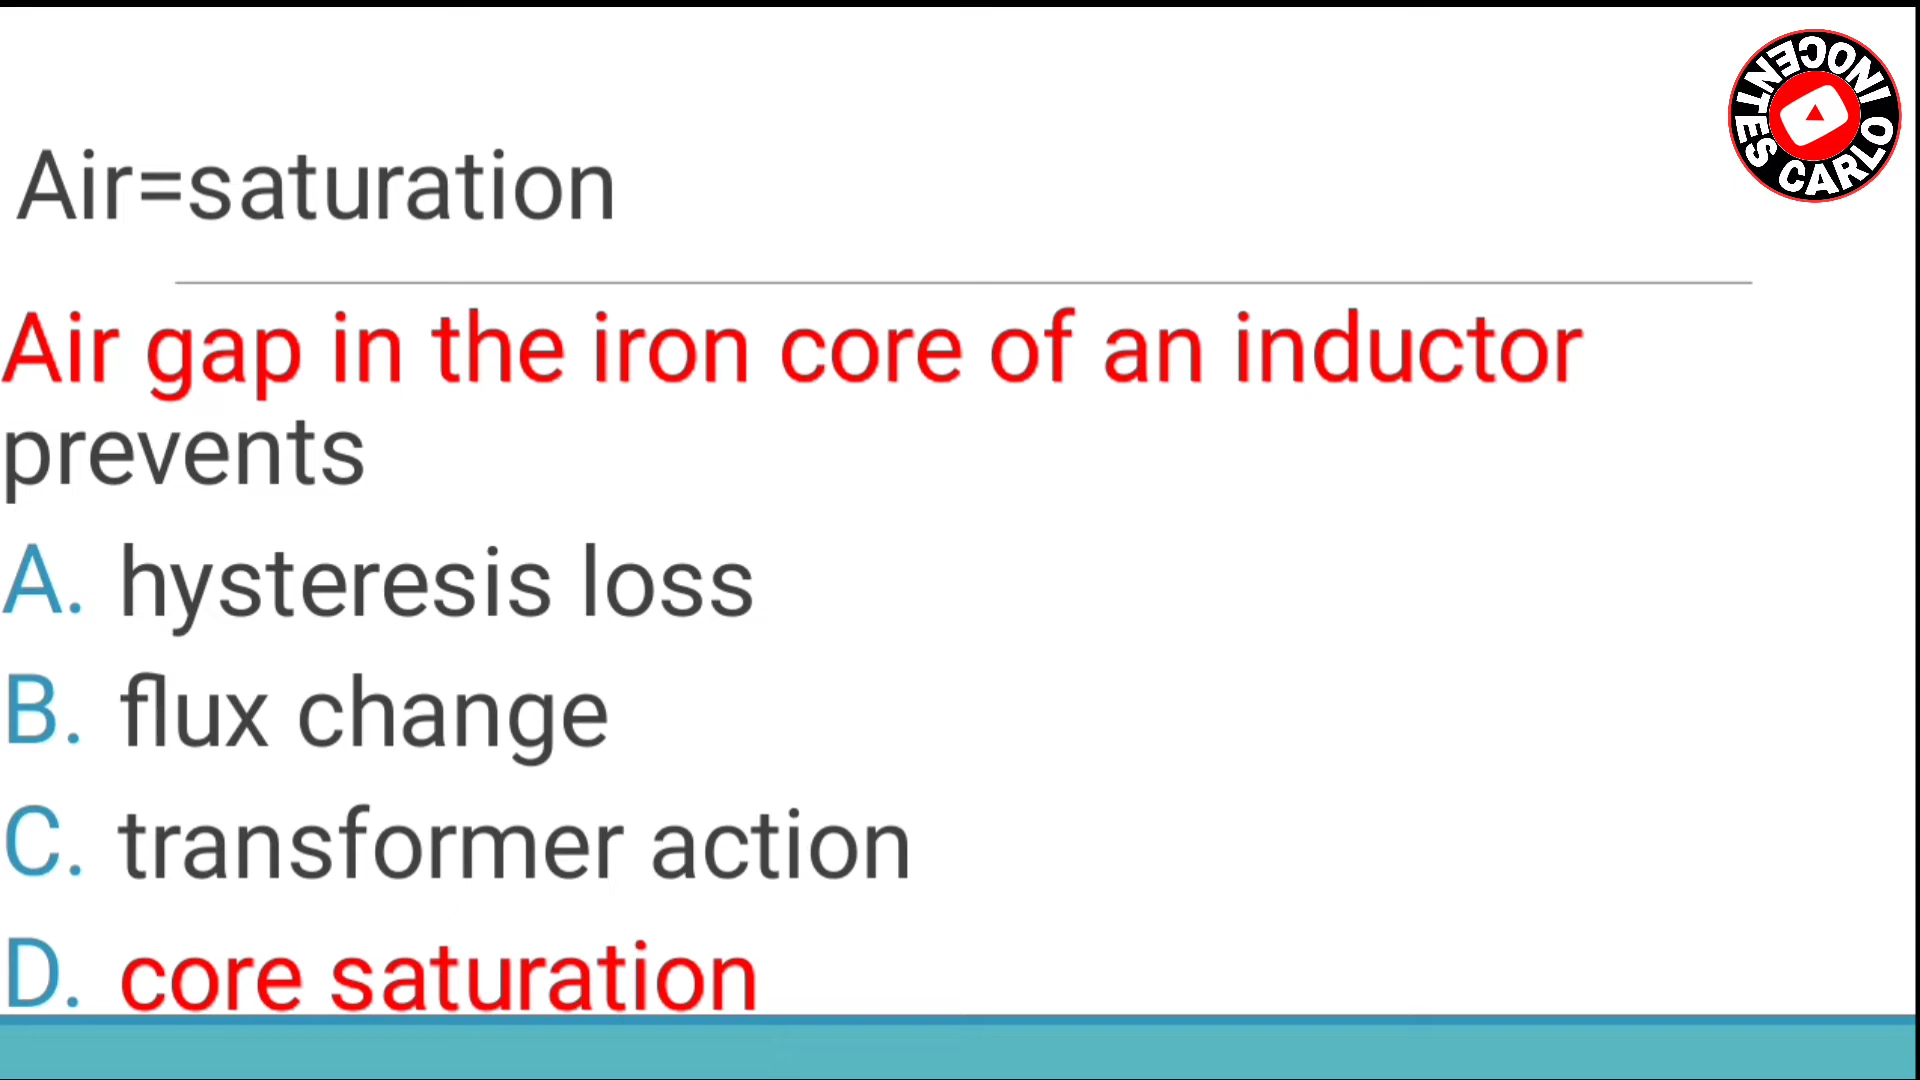 INOCENTES CARLO
Air=saturation
Air gap in the iron core of an inductor
prevents
A. hysteresis loss
B. flux change
C. transformer action
D. core saturation